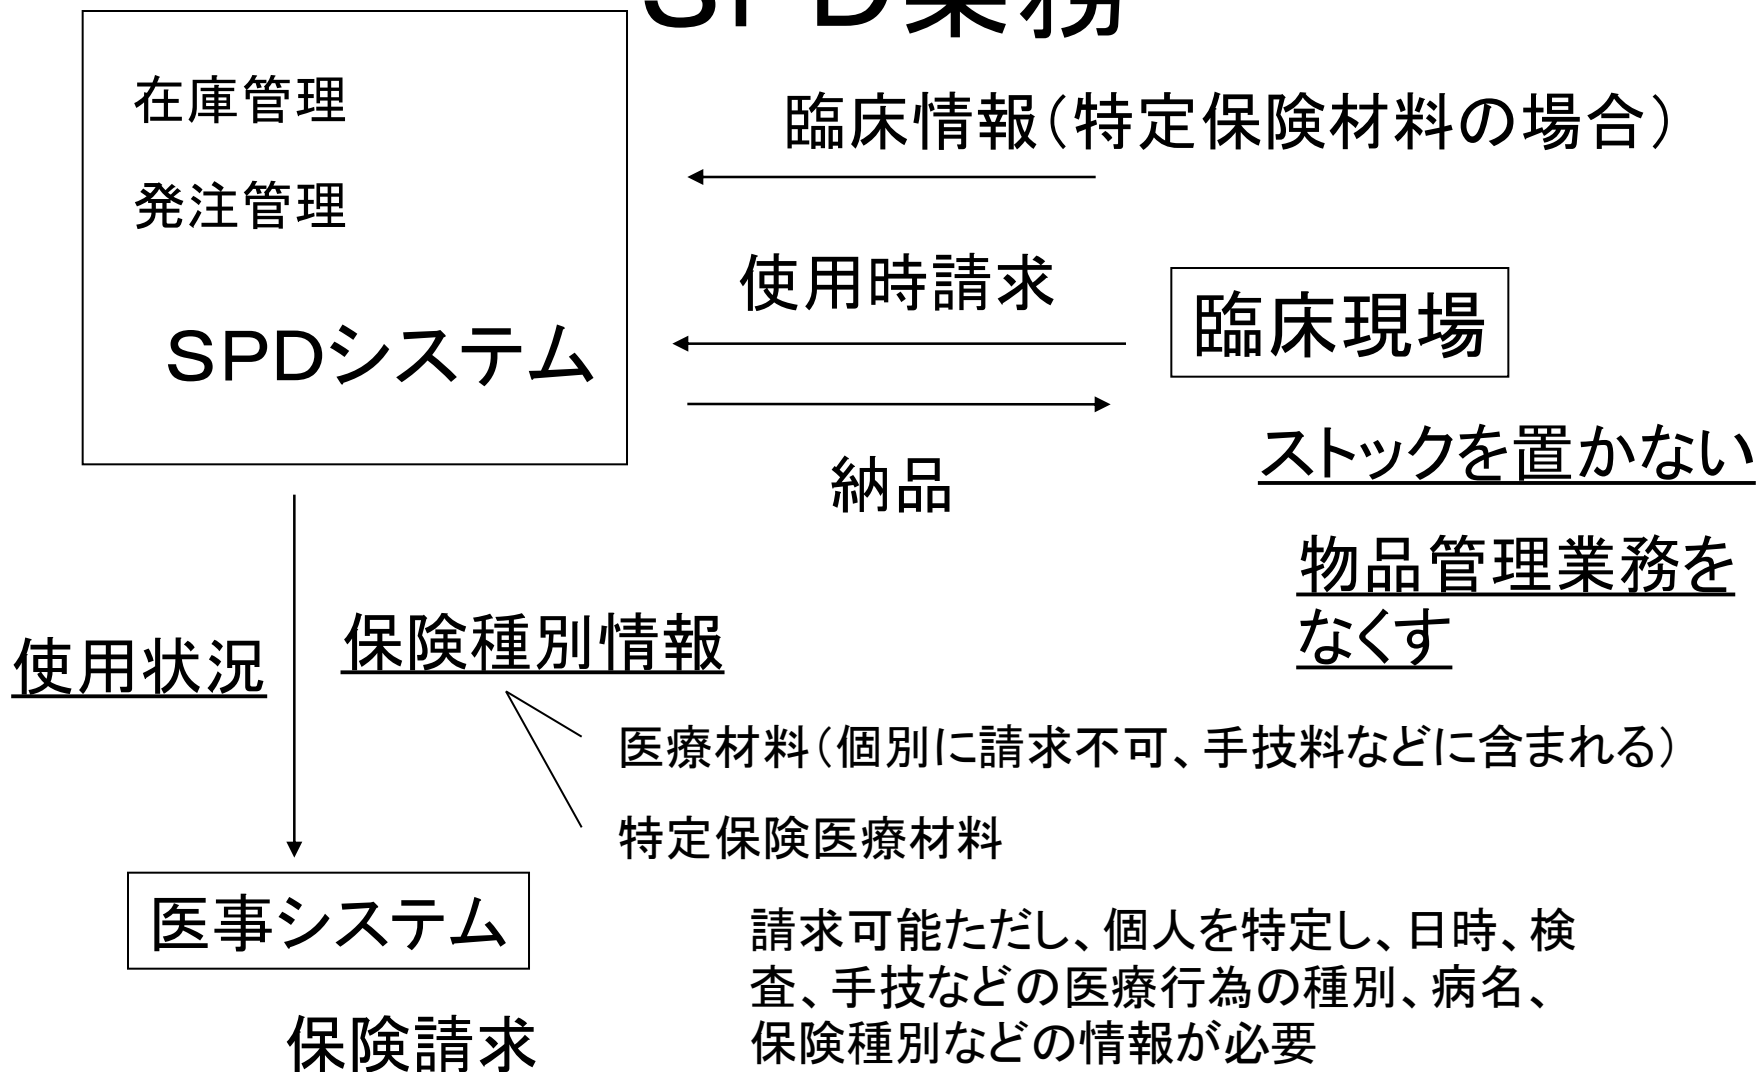 SPD業務
在庫管理
発注管理
SPDシステム
臨床情報（特定保険材料の場合）
使用時請求
臨床現場
納品
ストックを置かない
物品管理業務を
なくす
使用状況
保険種別情報
医療材料（個別に請求不可、手技料などに含まれる）
特定保険医療材料
医事システム
請求可能ただし、個人を特定し、日時、検
査、手技などの医療行為の種別、病名、
保険種別などの情報が必要
保険請求